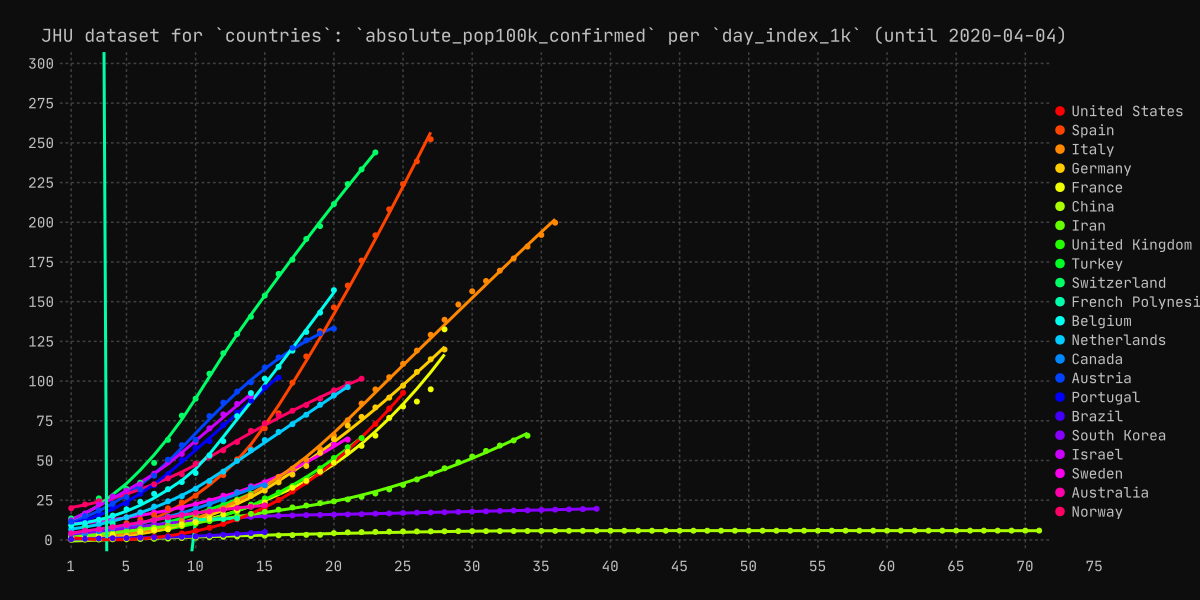 JHU dataset for `countries`: `absolute_pop100k_confirmed` per `day_index_1k` (until 2020-04-04)
300
275
250
225
200
175
150
125
100
75
50
25
0
1 5 10 15 20 25 30 35 40 45 50 55 60 65 70 75
United States
Spain
Italy
Germany
France
China
Iran
United Kingdom
Turkey
Switzerland
French Polynesi
Belgium
Netherlands
Canada
Austria
Portugal
Brazil
South Korea
Israel
Sweden
Australia
Norway